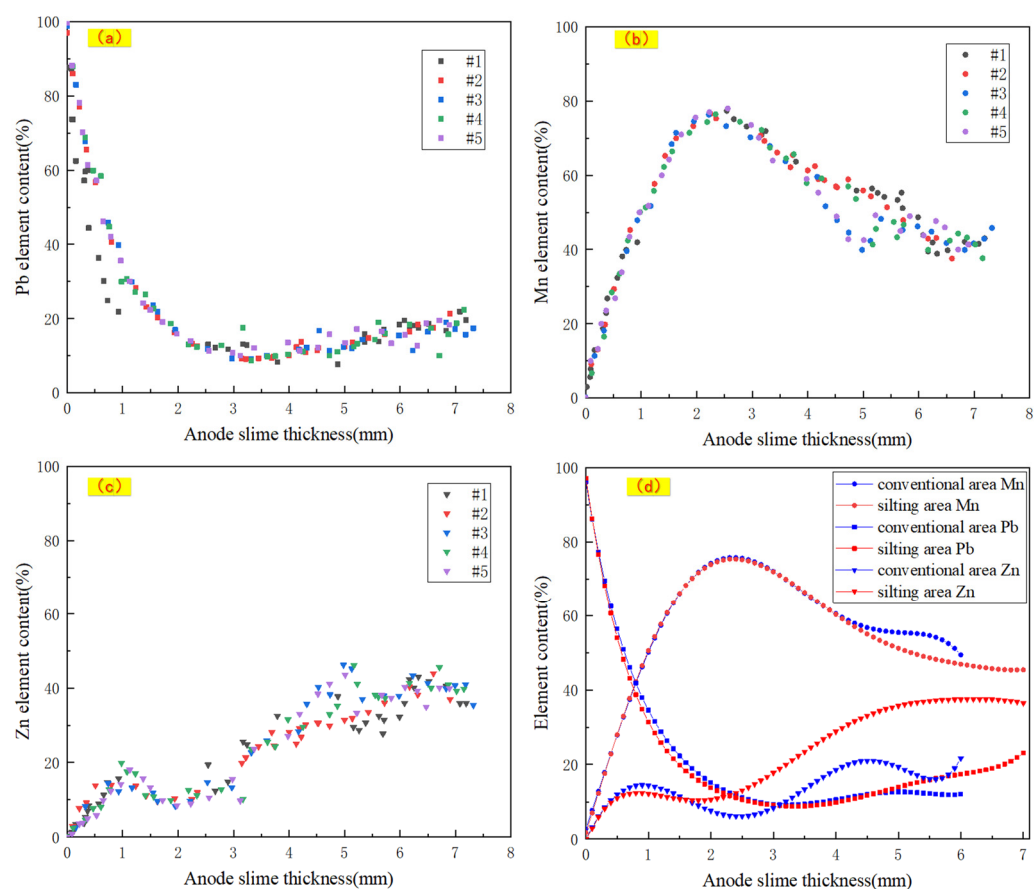 (a)
#1
#2
#3
#4
#5
Pb element content(%)
100
80
60
40
20
0
0 1 2 3 4 5 6 7 8
Anode slime thickness(mm)
(b)
#1
#2
#3
#4
#5
Mn element content(%)
100
80
60
40
20
0
0 1 2 3 4 5 6 7 8
Anode slime thickness(mm)
(c)
#1
#2
#3
#4
#5
Zn element content(%)
100
80
60
40
20
0
0 1 2 3 4 5 6 7 8
Anode slime thickness(mm)
(d)
conventional area Mn
silting area Mn
conventional area Pb
silting area Pb
conventional area Zn
silting area Zn
Element content(%)
100
80
60
40
20
0
0 1 2 3 4 5 6 7
Anode slime thickness(mm)